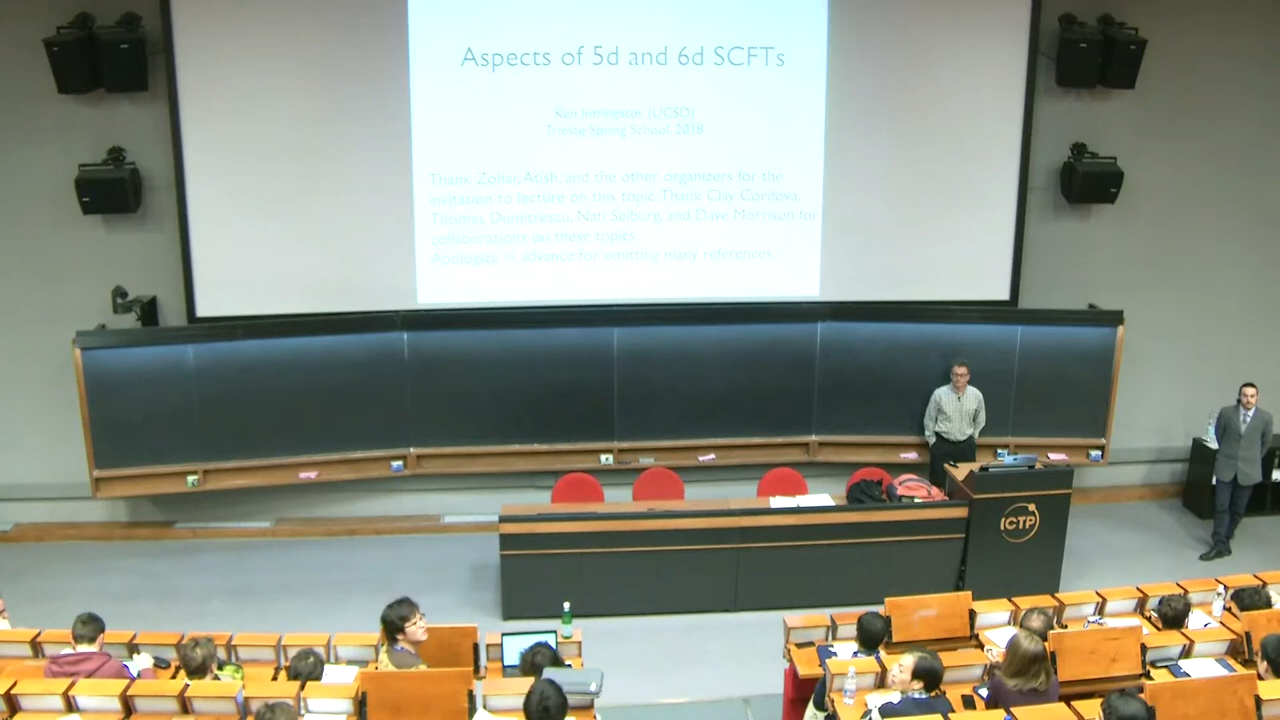 Aspects of 5d and 6d SCFTs
Ken Intriligator (UCSD)
Trieste Spring School, 2018
Thank Zohar, Atish, and the other organizers for the
invitation to lecture on this topic. Thank Clay Cordova,
Thomas Dumitrescu, Nati Seiberg, and Dave Morrison for
collaborations on these topics.
Apologize in advance for omitting many references.
ICTP